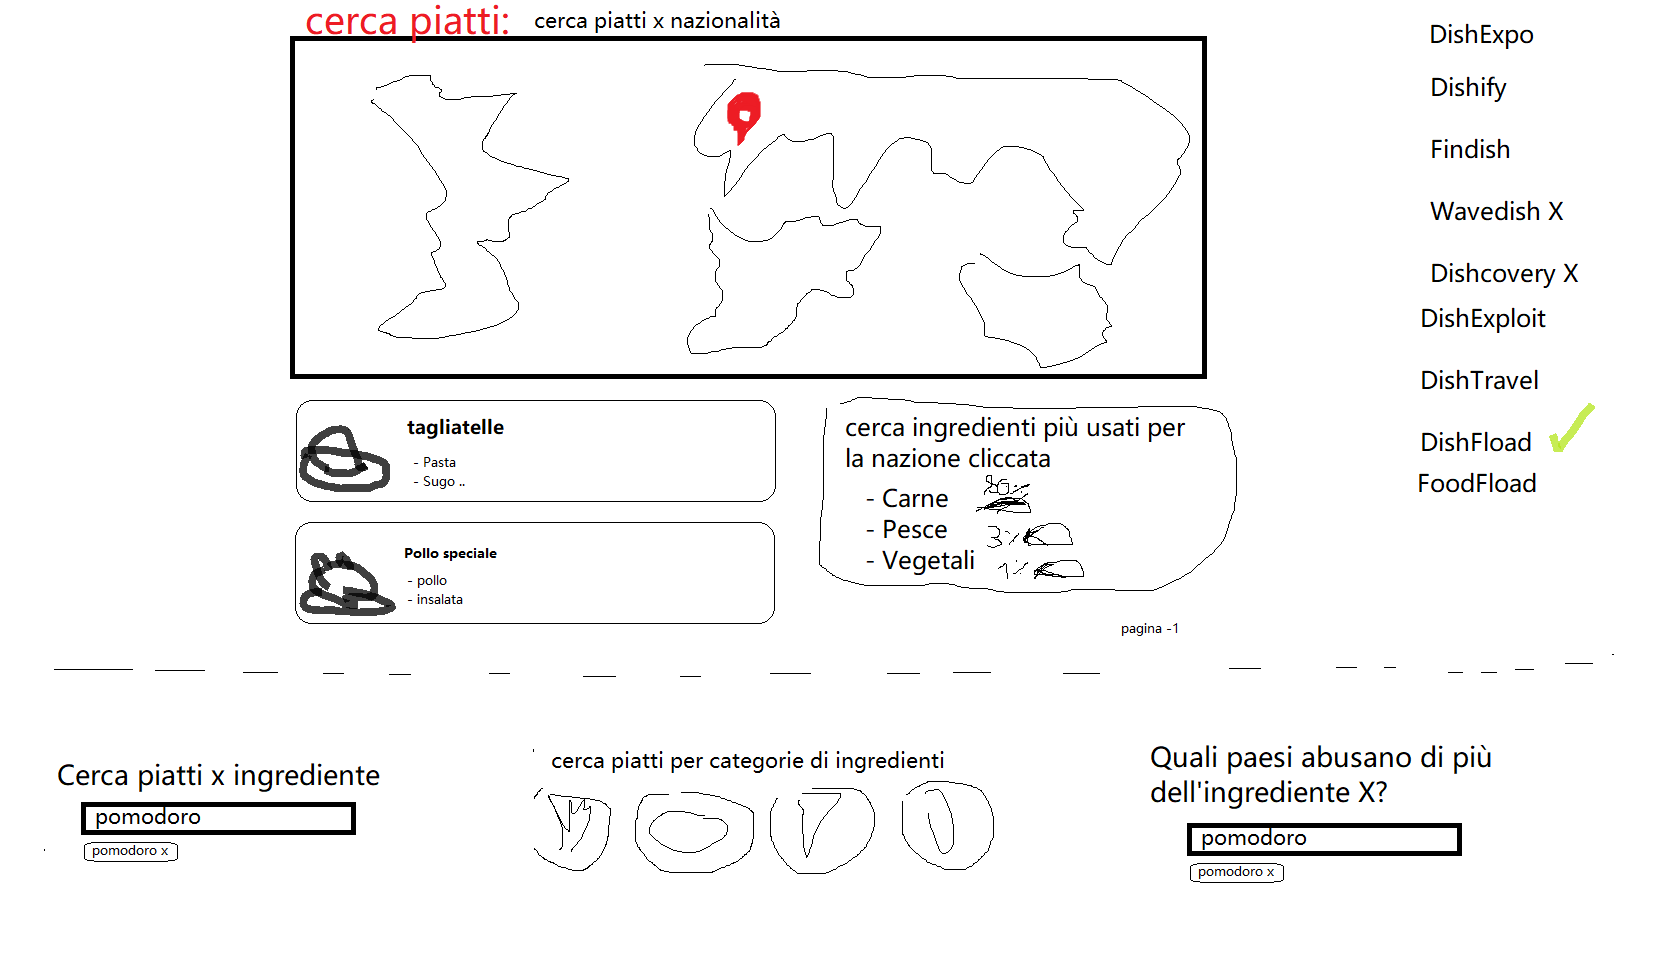 cerca piatti:
cerca piatti x nazionalità
tagliatelle
- Pasta
- Sugo ..
Pollo speciale
- pollo
- insalata
cerca ingredienti più usati per
la nazione cliccata
- Carne
- Pesce 3%
- Vegetali 1%
pagina -1
DishExpo
Dishify
Findish
Wavedish X
Dishcovery X
DishExploit
DishTravel
DishFload
FoodFload
Cerca piatti x ingrediente
pomodoro
pomodoro x
cerca piatti per categorie di ingredienti
Quali paesi abusano di più
dell'ingrediente X?
pomodoro
pomodoro x